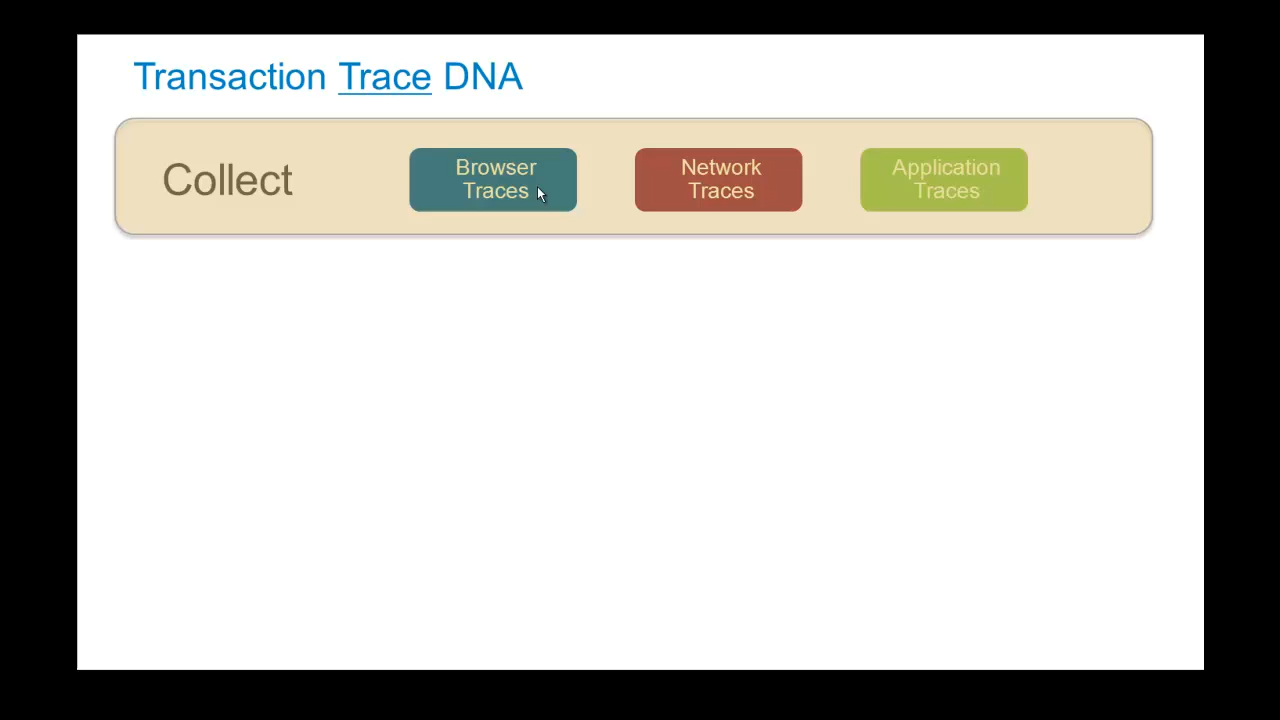 Transaction Trace DNA
Collect
Browser
Traces
Network
Traces
Application
Traces